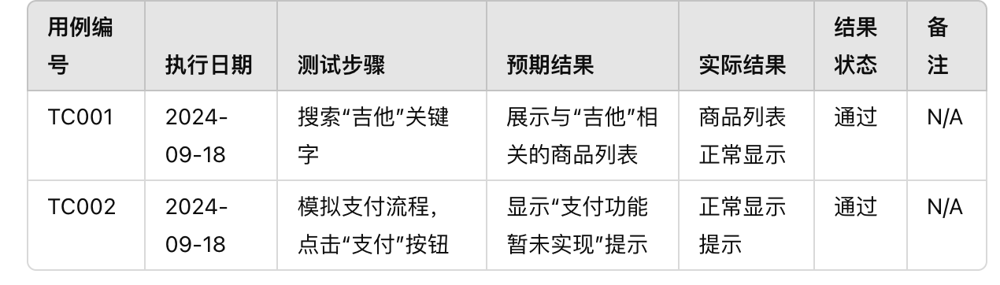 用例编号
执行日期
测试步骤
预期结果
实际结果
结果状态
备注
TC001
2024-09-18
搜索“吉他”关键字
展示与“吉他”相关的商品列表
商品列表正常显示
通过
N/A
TC002
2024-09-18
模拟支付流程，点击“支付”按钮
显示“支付功能暂未实现”提示
正常显示提示
通过
N/A